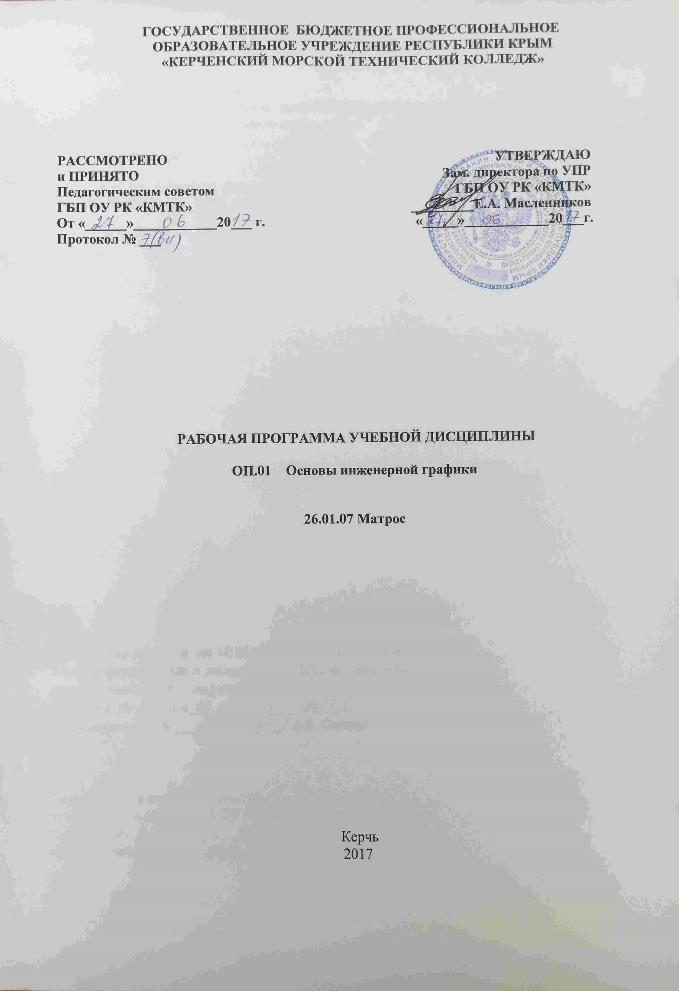 ГОСУДАРСТВЕННОЕ БЮДЖЕТНОЕ ПРОФЕССИОНАЛЬНОЕ
ОБРАЗОВАТЕЛЬНОЕ УЧРЕЖДЕНИЕ РЕСПУБЛИКИ КРЫМ
«КЕРЧЕНСКИЙ МОРСКОЙ ТЕХНИЧЕСКИЙ КОЛЛЕДЖ»
РАССМОТРЕНО
и ПРИНЯТО
Педагогическим советом
ГБП ОУ РК «КМТК»
От «27» 06 2017 г.
Протокол № 7(вн)
УТВЕРЖДАЮ
Зам. директора по УПР
ГБП ОУ РК «КМТК»
Е.А. Масленников
«27» 06 2017 г.
РАБОЧАЯ ПРОГРАММА УЧЕБНОЙ ДИСЦИПЛИНЫ
ОП.01 Основы инженерной графики
26.01.07 Матрос
Керчь
2017